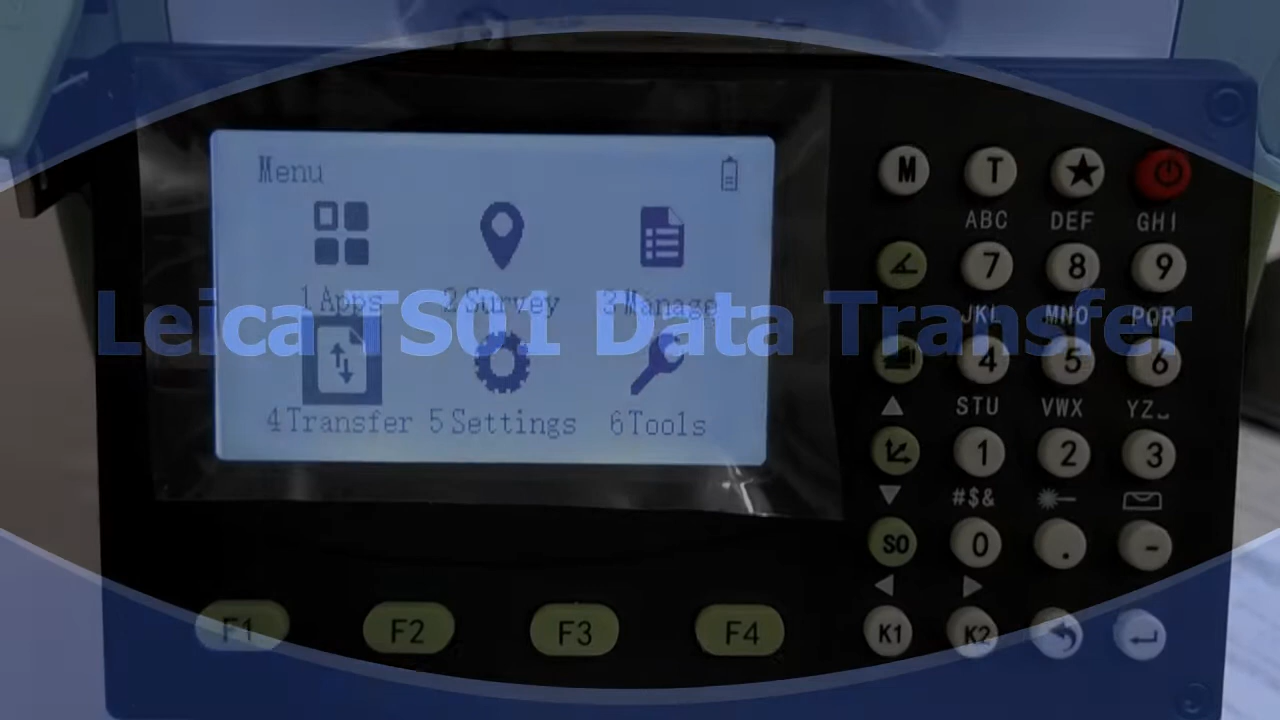 Menu
1 Apps 2 Survey 3 Manage
4 Transfer 5 Settings 6 Tools
Leica TS01 Data Transfer
M T ★
ABC DEF GHI
7 8 9
JKL MNO PQR
4 5 6
STU VWX YZ
1 2 3
#$&
SO 0 . -
F1 F2 F3 F4 K1 K2